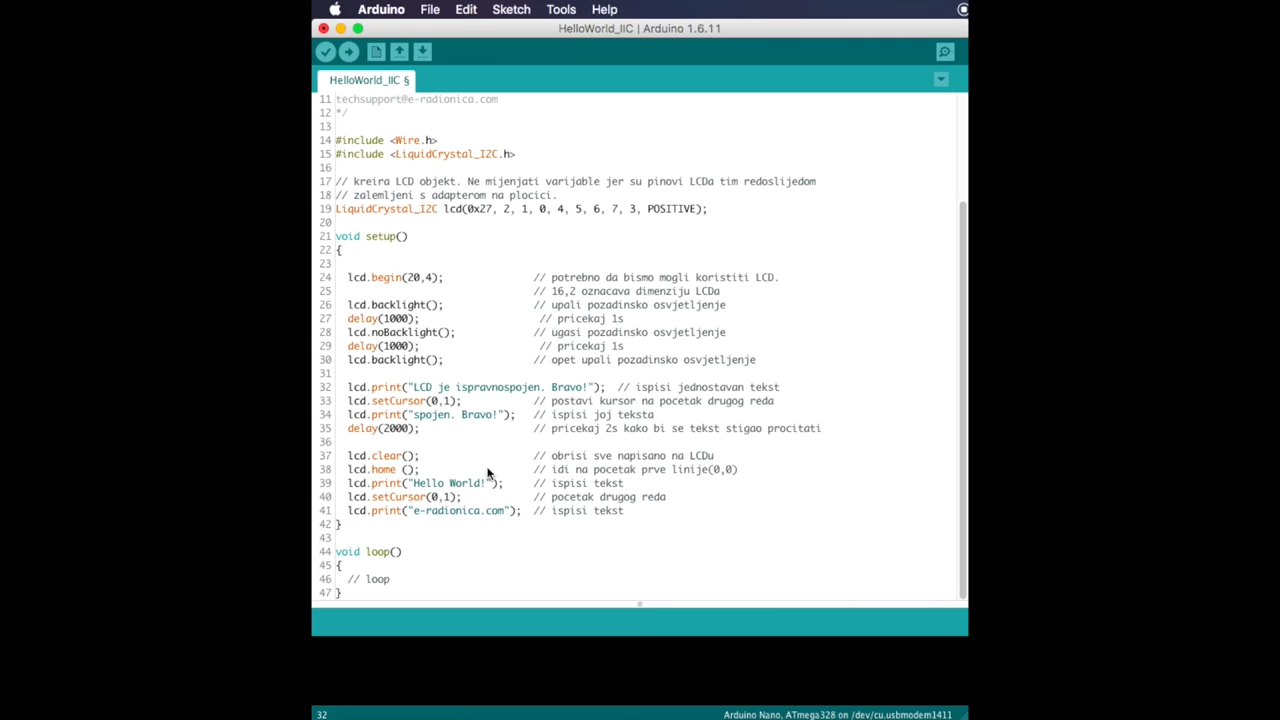 Arduino File Edit Sketch Tools Help
HelloWorld_IIC | Arduino 1.6.11
HelloWorld_IIC §
11 techsupport@e-radionica.com
12 */
13
14 #include <Wire.h>
15 #include <LiquidCrystal_I2C.h>
16
17 // kreira LCD objekt. Ne mijenjati varijable jer su pinovi LCDa tim redoslijedom
18 // zalemljeni s adapterom na plocici.
19 LiquidCrystal_I2C lcd(0x27, 2, 1, 0, 4, 5, 6, 7, 3, POSITIVE);
20
21 void setup()
22 {
23
24 lcd.begin(20,4); // potrebno da bismo mogli koristiti LCD.
25 // 16,2 oznacava dimenziju LCDa
26 lcd.backlight(); // upali pozadinsko osvjetljenje
27 delay(1000); // pricekaj 1s
28 lcd.noBacklight(); // ugasi pozadinsko osvjetljenje
29 delay(1000); // pricekaj 1s
30 lcd.backlight(); // opet upali pozadinsko osvjetljenje
31
32 lcd.print("LCD je ispravnospojen. Bravo!"); // ispisi jednostavan tekst
33 lcd.setCursor(0,1); // postavi kursor na pocetak drugog reda
34 lcd.print("spojen. Bravo!"); // ispisi joj teksta
35 delay(2000); // pricekaj 2s kako bi se tekst stigao procitati
36
37 lcd.clear(); // obrisi sve napisano na LCDu
38 lcd.home (); // idi na pocetak prve linije(0,0)
39 lcd.print("Hello World!"); // ispisi tekst
40 lcd.setCursor(0,1); // pocetak drugog reda
41 lcd.print("e-radionica.com"); // ispisi tekst
42 }
43
44 void loop()
45 {
46 // loop
47 }
32 Arduino Nano, ATmega328 on /dev/cu.usbmodem1411